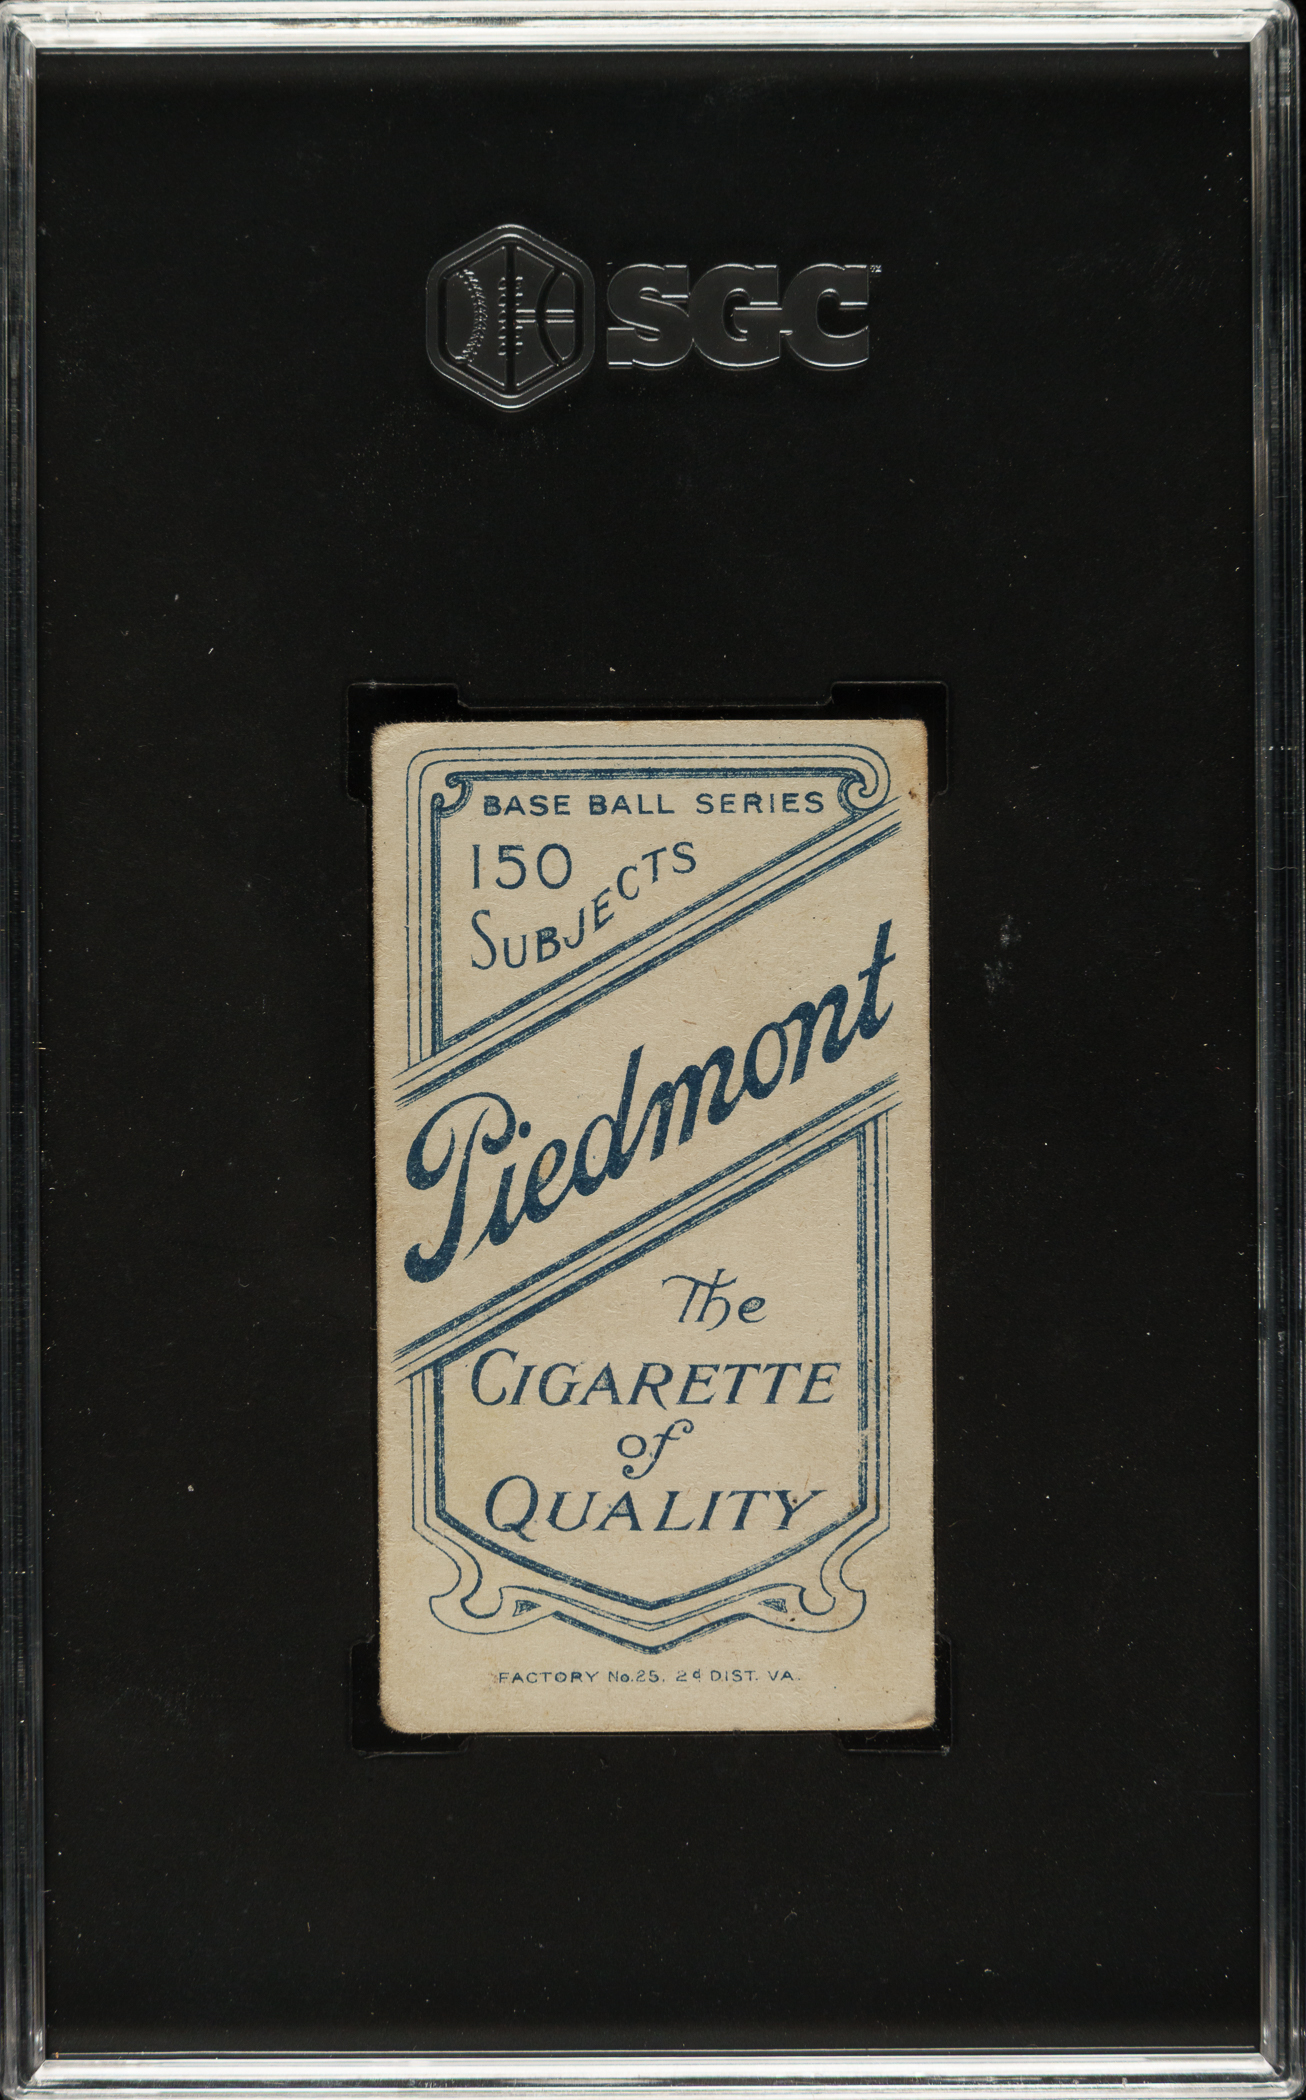 SGC
BASE BALL SERIES
150
SUBJECTS
Piedmont
The
CIGARETTE
of
QUALITY
FACTORY No.25, 2d DIST. VA.